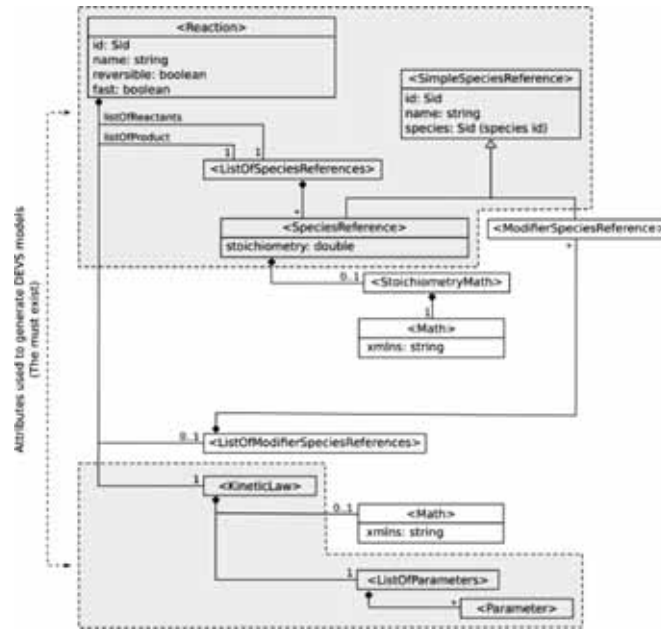 <Reaction>
id: Sid
name: string
reversible: boolean
fast: boolean
<SimpleSpeciesReference>
id: Sid
name: string
species: Sid (species id)
listOfReactants
listOfProduct
1
1
<ListOfSpeciesReferences>
*
<SpeciesReference>
stoichiometry: double
<ModifierSpeciesReference>
*
0..1
<StoichiometryMath>
1
<Math>
xmlns: string
Attributes used to generate DEVS models
(The must exist)
0..1
<ListOfModifierSpeciesReferences>
1
<KineticLaw>
0..1
<Math>
xmlns: string
1
<ListOfParameters>
*
<Parameter>